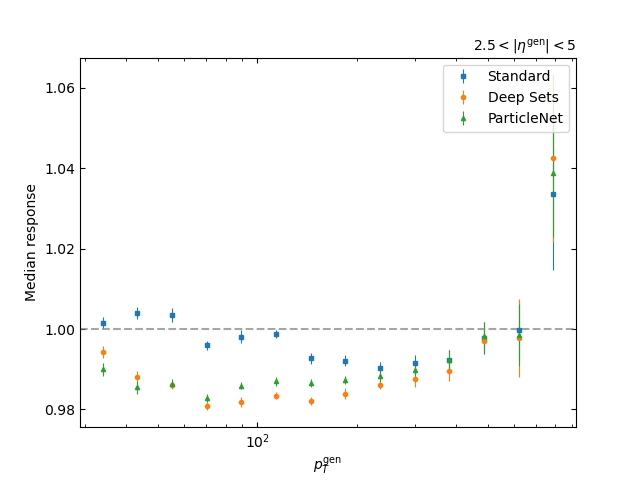 2.5 < |η^gen| < 5
Standard
Deep Sets
ParticleNet
Median response
1.06
1.04
1.02
1.00
0.98
10^2
p_T^gen